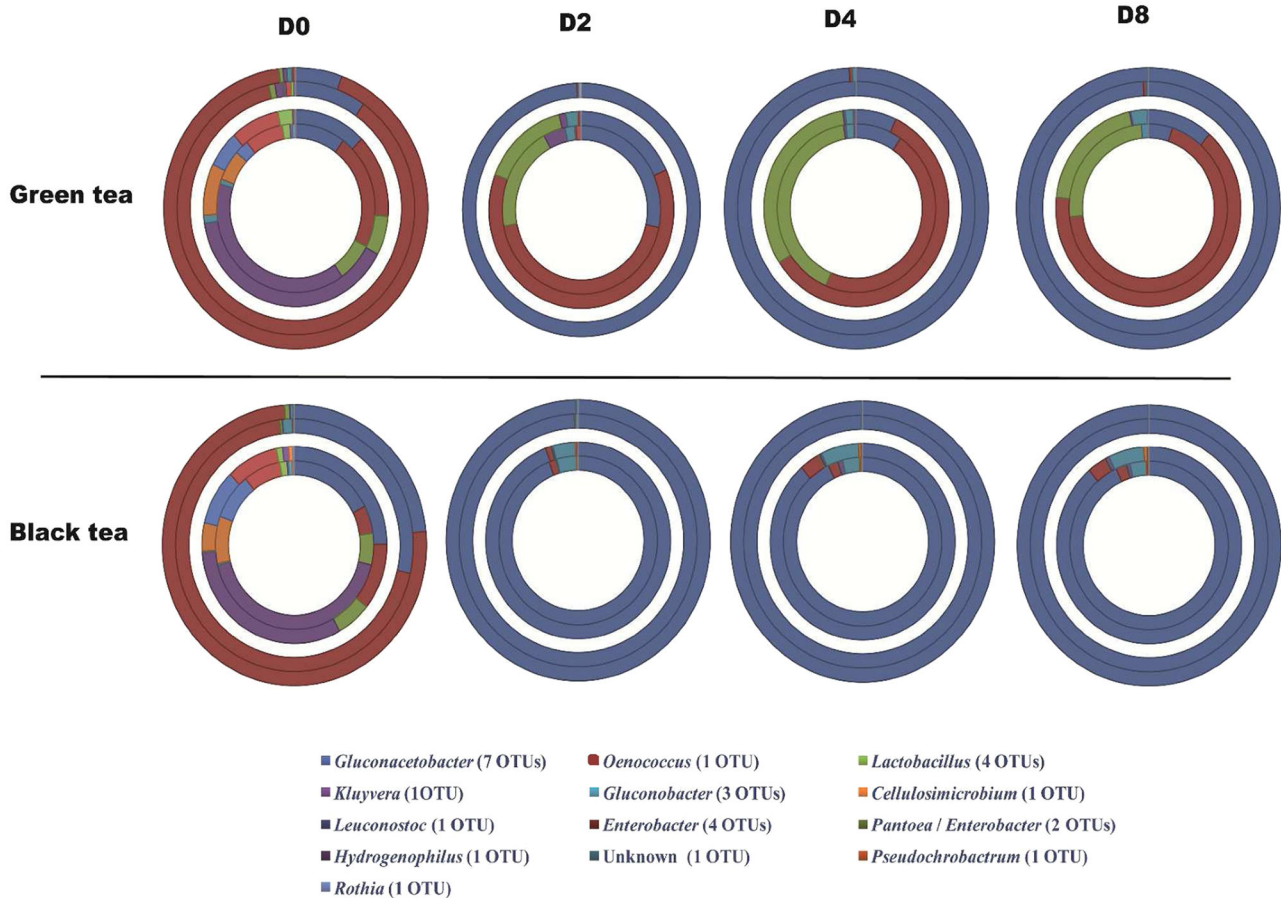 D0 D2 D4 D8
Green tea
Black tea
Gluconacetobacter (7 OTUs) Oenococcus (1 OTU) Lactobacillus (4 OTUs)
Kluyvera (1OTU) Gluconobacter (3 OTUs) Cellulosimicrobium (1 OTU)
Leuconostoc (1 OTU) Enterobacter (4 OTUs) Pantoea / Enterobacter (2 OTUs)
Hydrogenophilus (1 OTU) Unknown (1 OTU) Pseudochrobactrum (1 OTU)
Rothia (1 OTU)